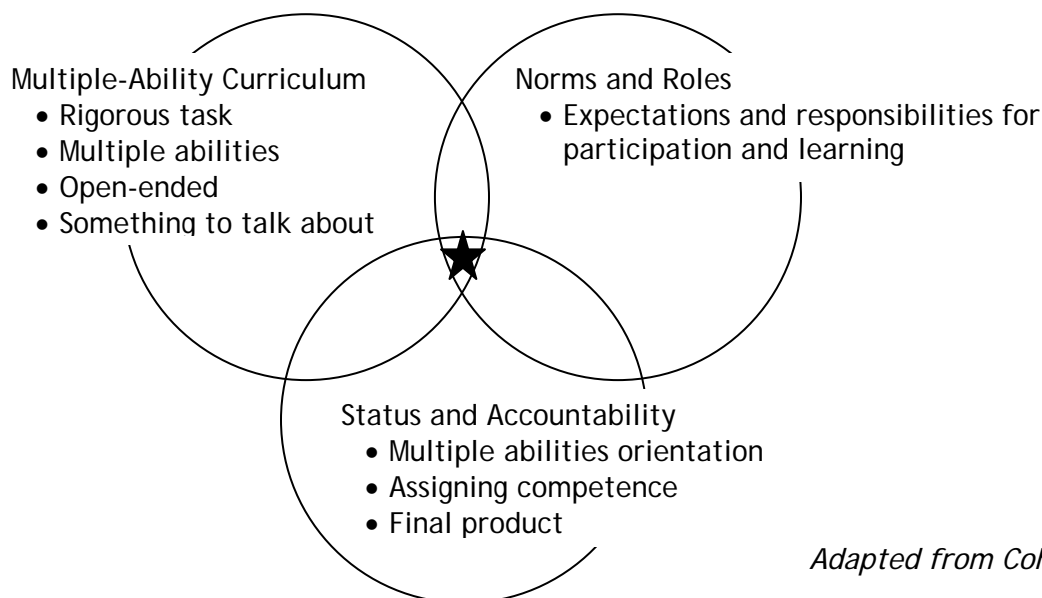 Multiple-Ability Curriculum
• Rigorous task
• Multiple abilities
• Open-ended
• Something to talk about
Norms and Roles
• Expectations and responsibilities for
participation and learning
Status and Accountability
• Multiple abilities orientation
• Assigning competence
• Final product
Adapted from